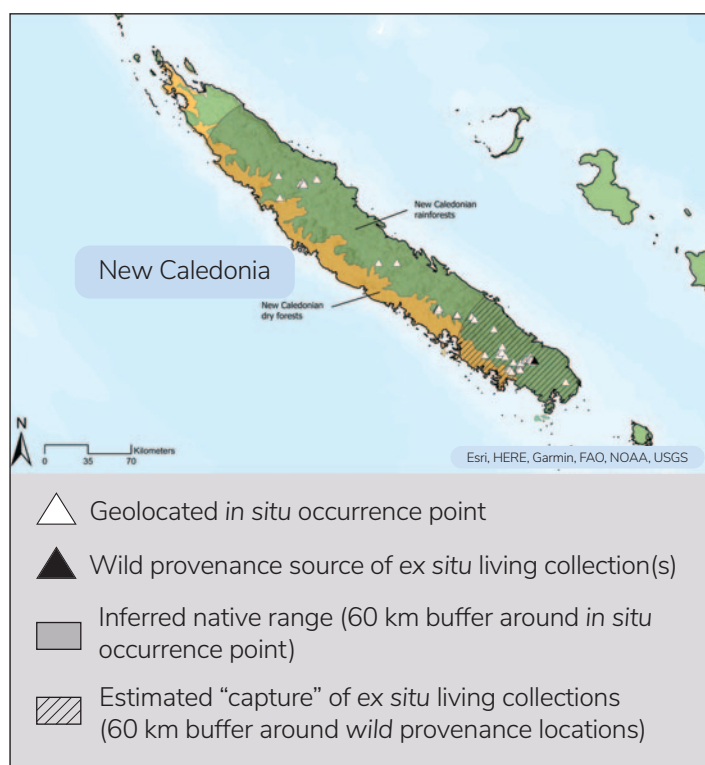 New Caledonian
rainforests
New Caledonia
New Caledonian
dry forests
N
Kilometers
0 35 70
Esri, HERE, Garmin, FAO, NOAA, USGS
Geolocated in situ occurrence point
Wild provenance source of ex situ living collection(s)
Inferred native range (60 km buffer around in situ
occurrence point)
Estimated “capture” of ex situ living collections
(60 km buffer around wild provenance locations)